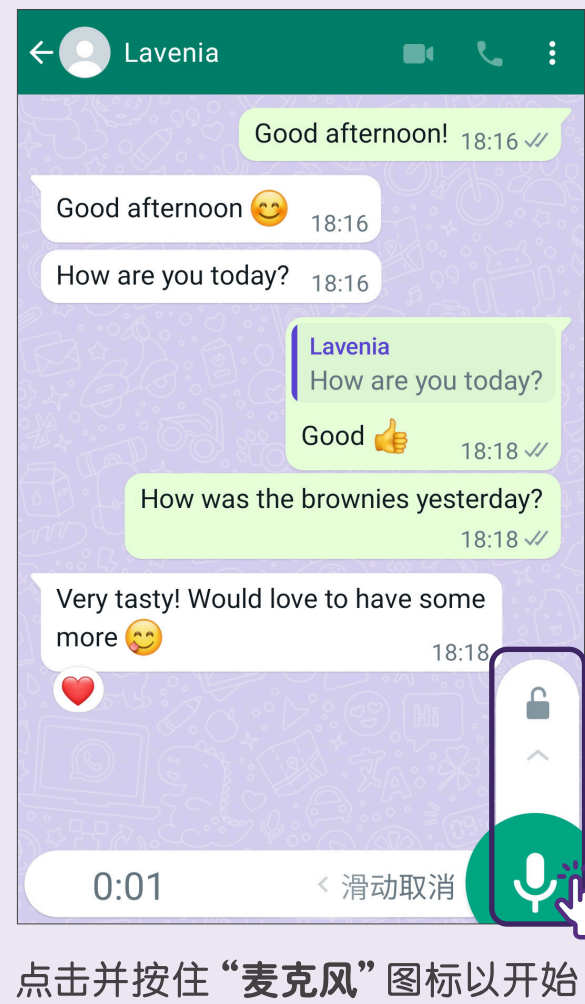 Lavenia
Good afternoon! 18:16
Good afternoon 😊 18:16
How are you today? 18:16
Lavenia
How are you today?
Good 👍 18:18
How was the brownies yesterday?
18:18
Very tasty! Would love to have some
more 😋 18:18
0:01 < 滑动取消
点击并按住“麦克风”图标以开始